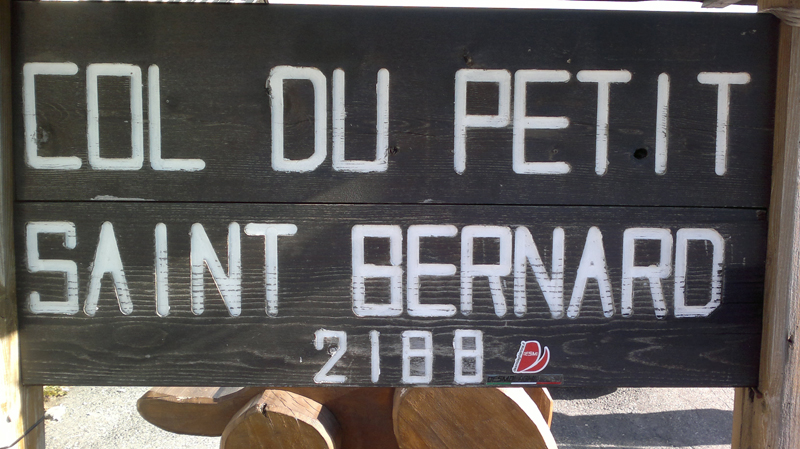 COL DU PETIT
SAINT BERNARD
2188